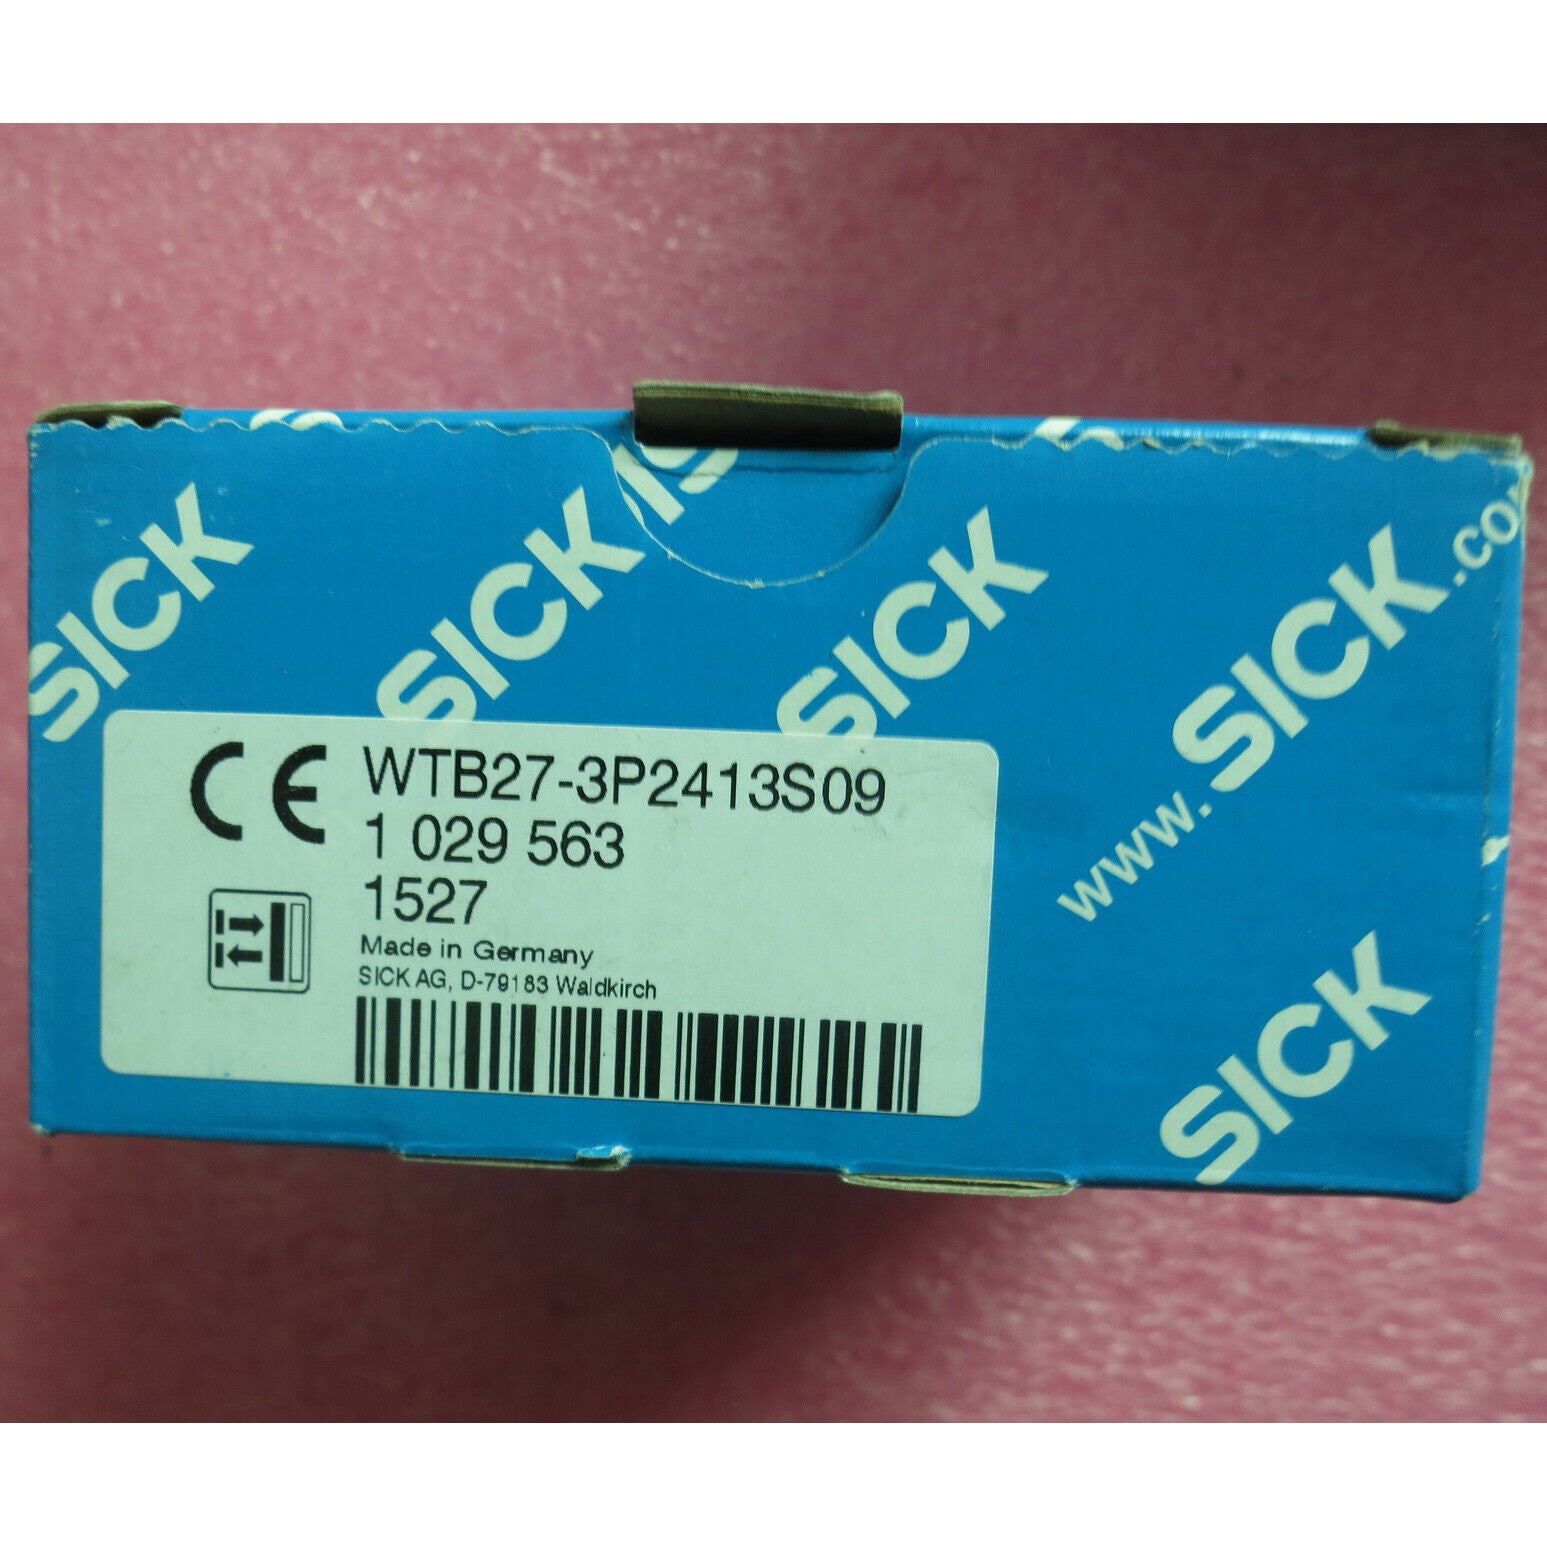 SICK
SICK
SICK
SICK
www.SICK.co
SICK
CE WTB27-3P2413S09
1 029 563
1527
Made in Germany
SICK AG, D-79183 Waldkirch